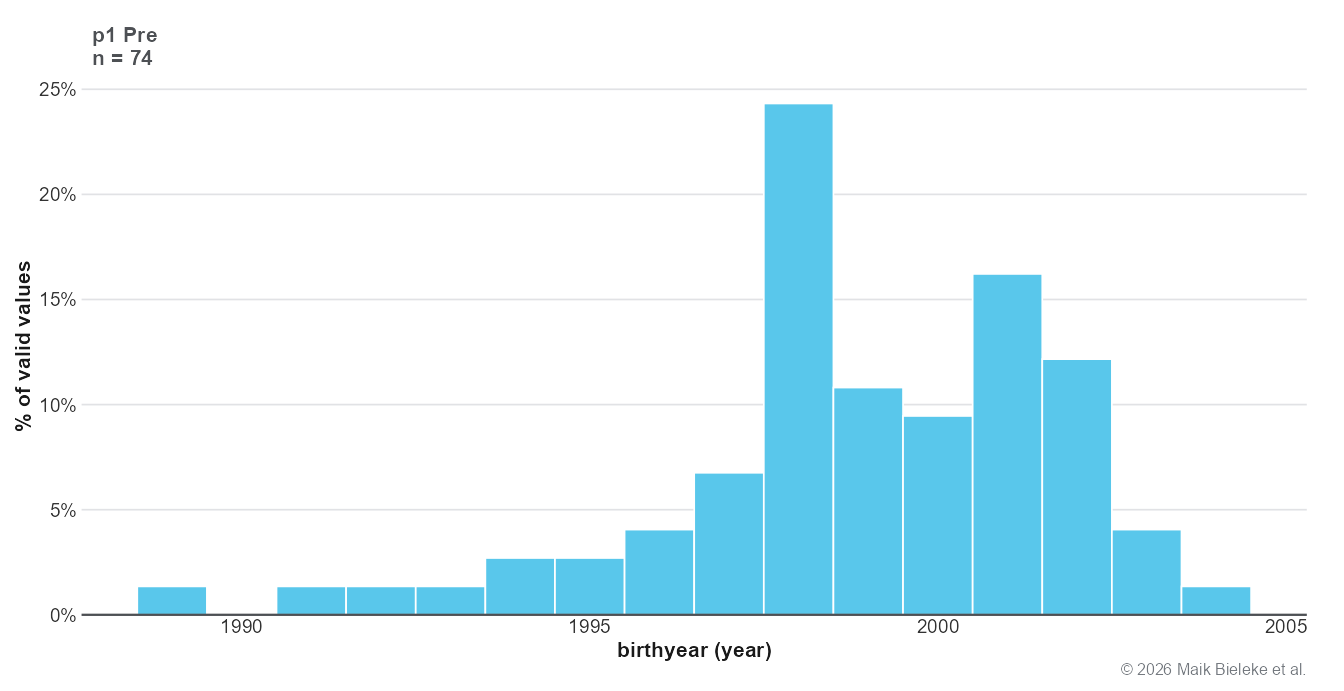 p1 Pre
n = 74
25%
20%
15%
10%
5%
0%
% of valid values
1990 1995 2000 2005
birthyear (year)
© 2026 Maik Bieleke et al.